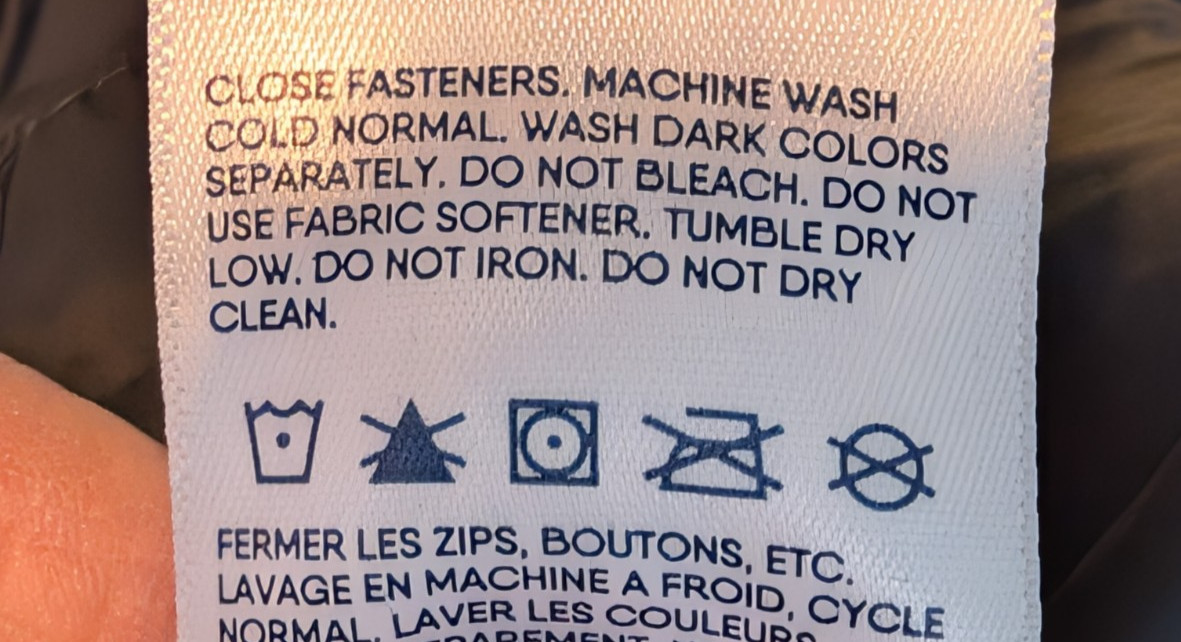 CLOSE FASTENERS. MACHINE WASH
COLD NORMAL. WASH DARK COLORS
SEPARATELY. DO NOT BLEACH. DO NOT
USE FABRIC SOFTENER. TUMBLE DRY
LOW. DO NOT IRON. DO NOT DRY
CLEAN.
FERMER LES ZIPS, BOUTONS, ETC.
LAVAGE EN MACHINE A FROID, CYCLE
NORMAL. LAVER LES COULEURS